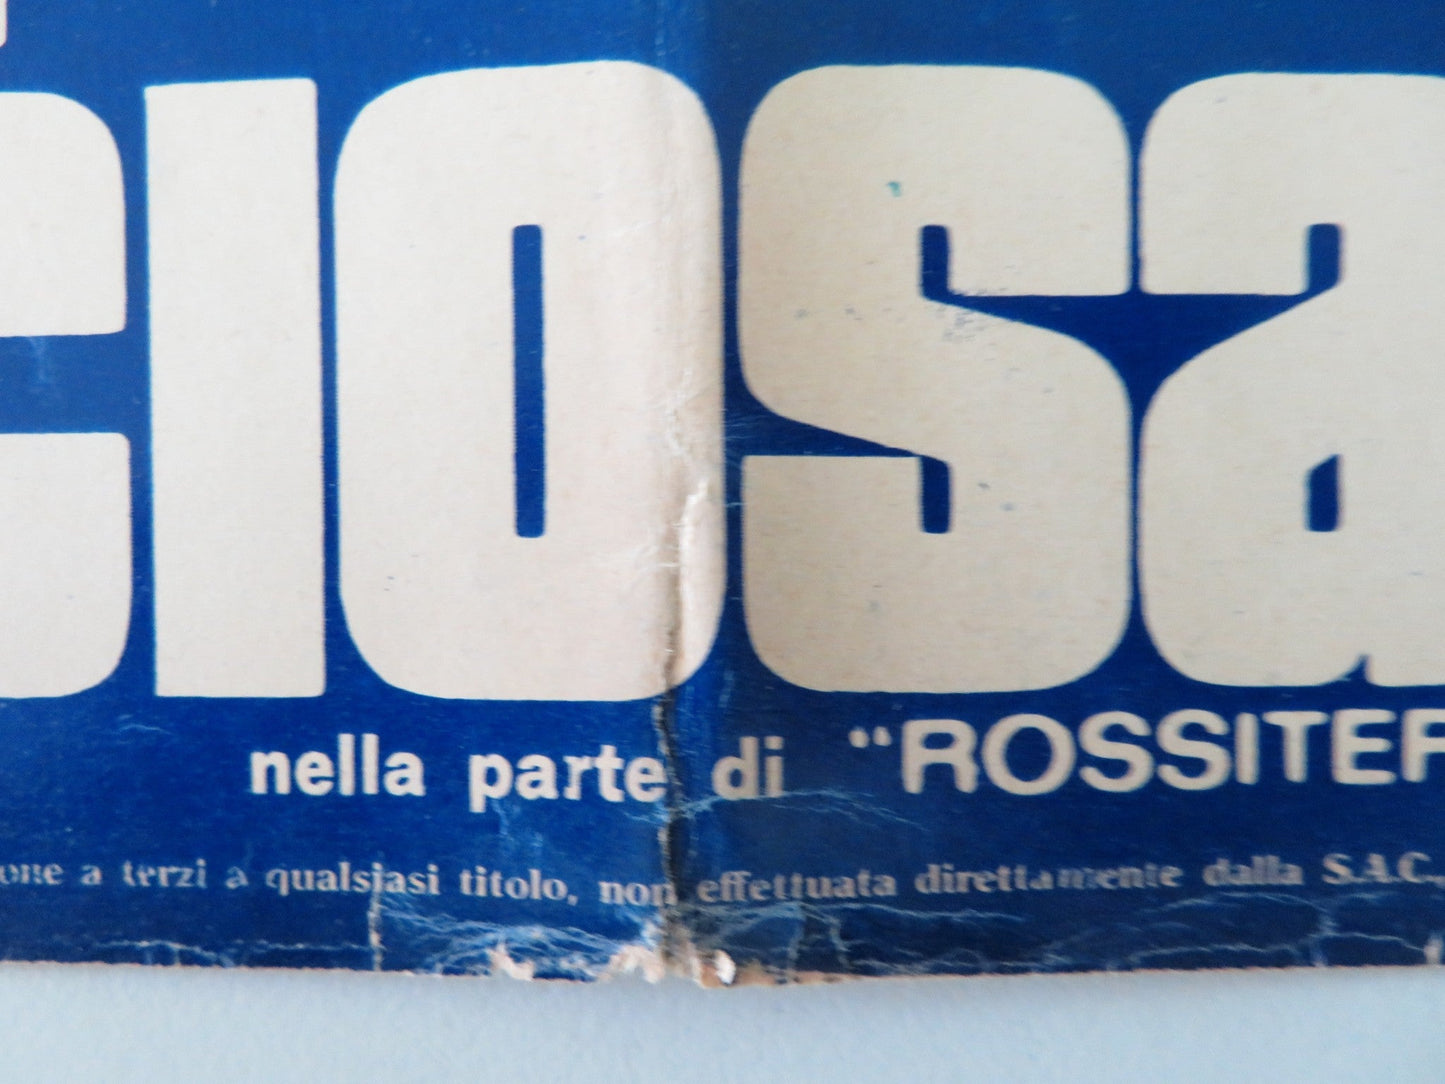 ciosa
nella parte di "ROSSITER
one a terzi a qualsiasi titolo, non effettuata direttamente dalla S.A.C.,